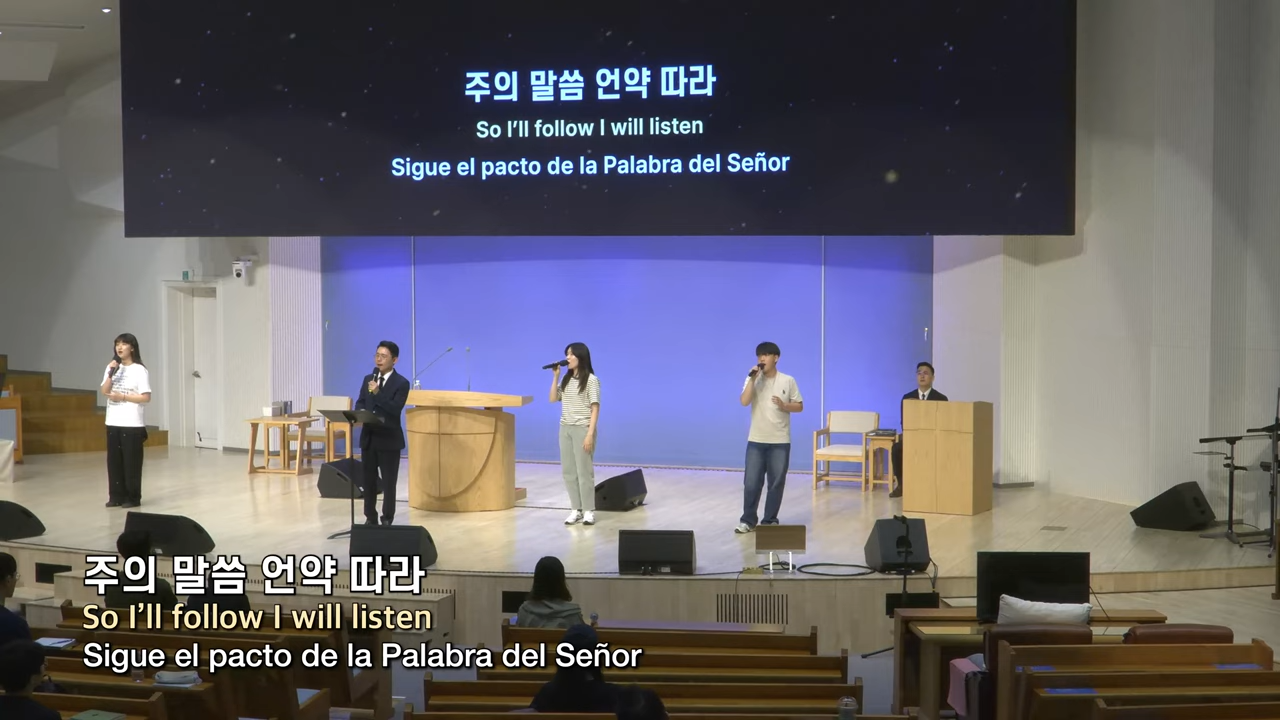 주의 말씀 언약 따라
So I'll follow I will listen
Sigue el pacto de la Palabra del Señor
주의 말씀 언약 따라
So I'll follow I will listen
Sigue el pacto de la Palabra del Señor